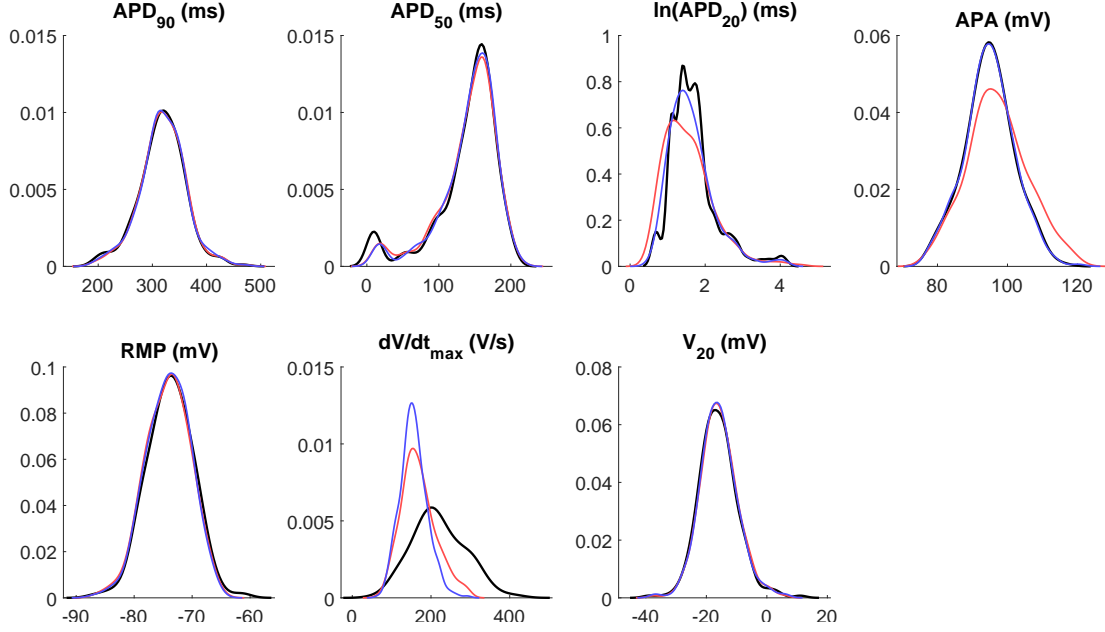 APD90 (ms)
0.015
0.01
0.005
0
200 300 400 500
APD50 (ms)
0.015
0.01
0.005
0
0 100 200
ln(APD20) (ms)
1
0.8
0.6
0.4
0.2
0
0 2 4
APA (mV)
0.06
0.04
0.02
0
80 100 120
RMP (mV)
0.1
0.08
0.06
0.04
0.02
0
-90 -80 -70 -60
dV/dtmax (V/s)
0.015
0.01
0.005
0
0 200 400
V20 (mV)
0.08
0.06
0.04
0.02
0
-40 -20 0 20